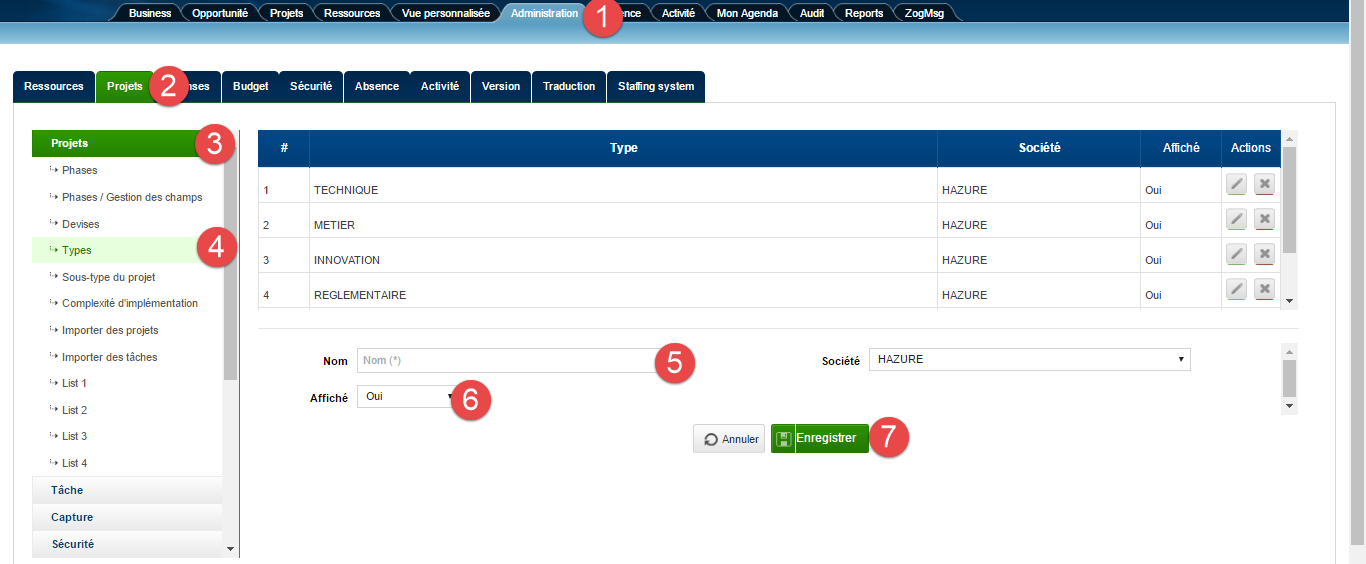 Business Opportunité Projets Ressources Vue personnalisée Administration 1 ence Activité Mon Agenda Audit Reports ZogMsg
Ressources Projets 2 nses Budget Sécurité Absence Activité Version Traduction Staffing system
Projets 3
Phases
Phases / Gestion des champs
Devises
Types 4
Sous-type du projet
Complexité d'implémentation
Importer des projets
Importer des tâches
List 1
List 2
List 3
List 4
Tâche
Capture
Sécurité
# Type Société Affiché Actions
1 TECHNIQUE HAZURE Oui
2 METIER HAZURE Oui
3 INNOVATION HAZURE Oui
4 REGLEMENTAIRE HAZURE Oui
Nom Nom (*) 5 Société HAZURE
Affiché Oui 6
Annuler Enregistrer 7